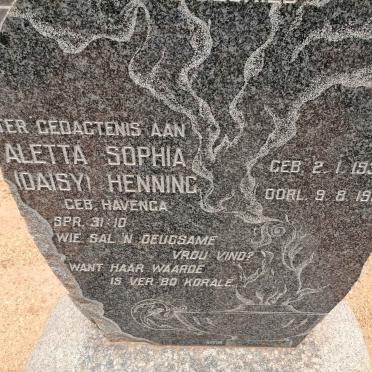 TER GEDAGTENIS AAN
ALETTA SOPHIA
(DAISY) HENNING
GEB. HAVENGA
GEB. 2.1.193
OORL. 9.8.19
SPR. 31:10
WIE SAL 'N DEUGSAME
VROU VIND?
WANT HAAR WAARDE
IS VER BO KORALE.